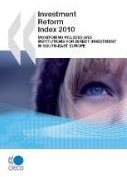 Investment
Reform
Index 2010
MONITORING POLICIES AND
INSTITUTIONS FOR DIRECT INVESTMENT
IN SOUTH-EAST EUROPE
OECD